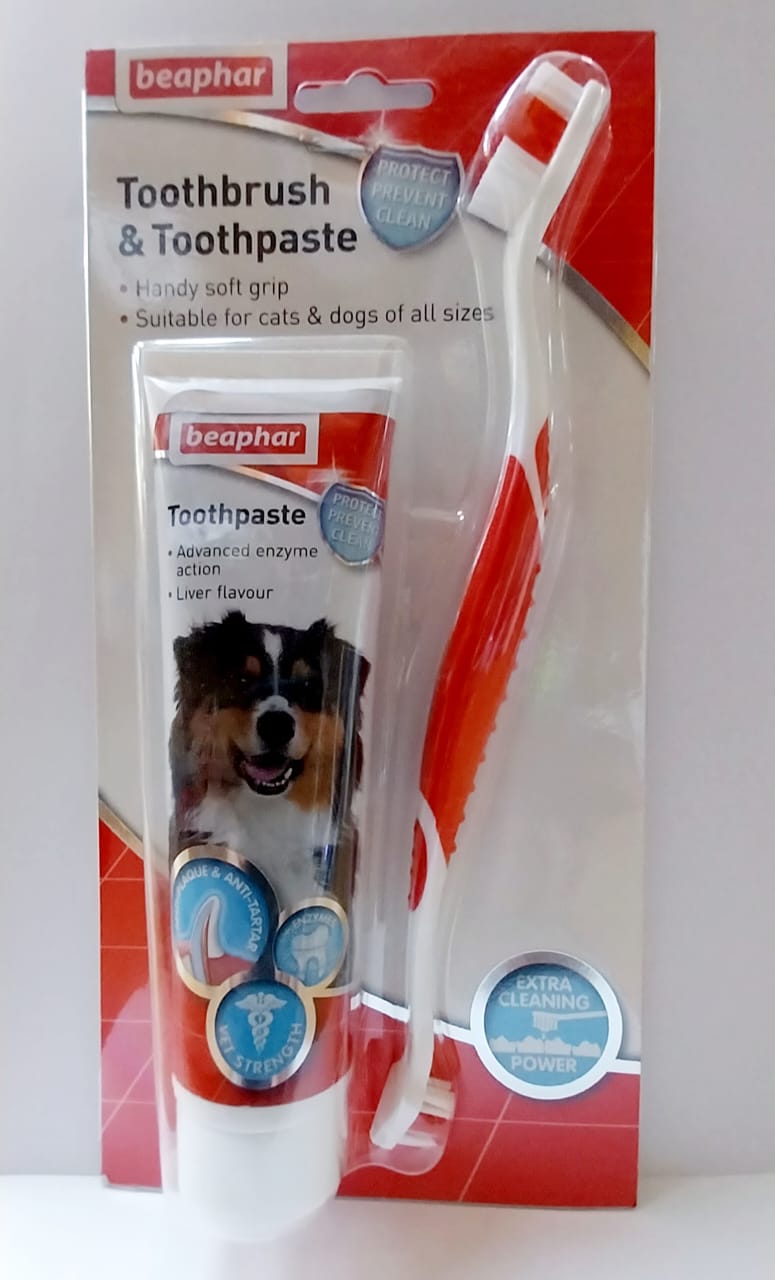 beaphar
PROTECT
PREVENT
CLEAN
Toothbrush
& Toothpaste
• Handy soft grip
• Suitable for cats & dogs of all sizes
beaphar
PROTECT
PREVENT
CLEAN
Toothpaste
• Advanced enzyme
action
• Liver flavour
& ANTI-TARTAR
ENZYMES
VET STRENGTH
EXTRA
CLEANING
POWER